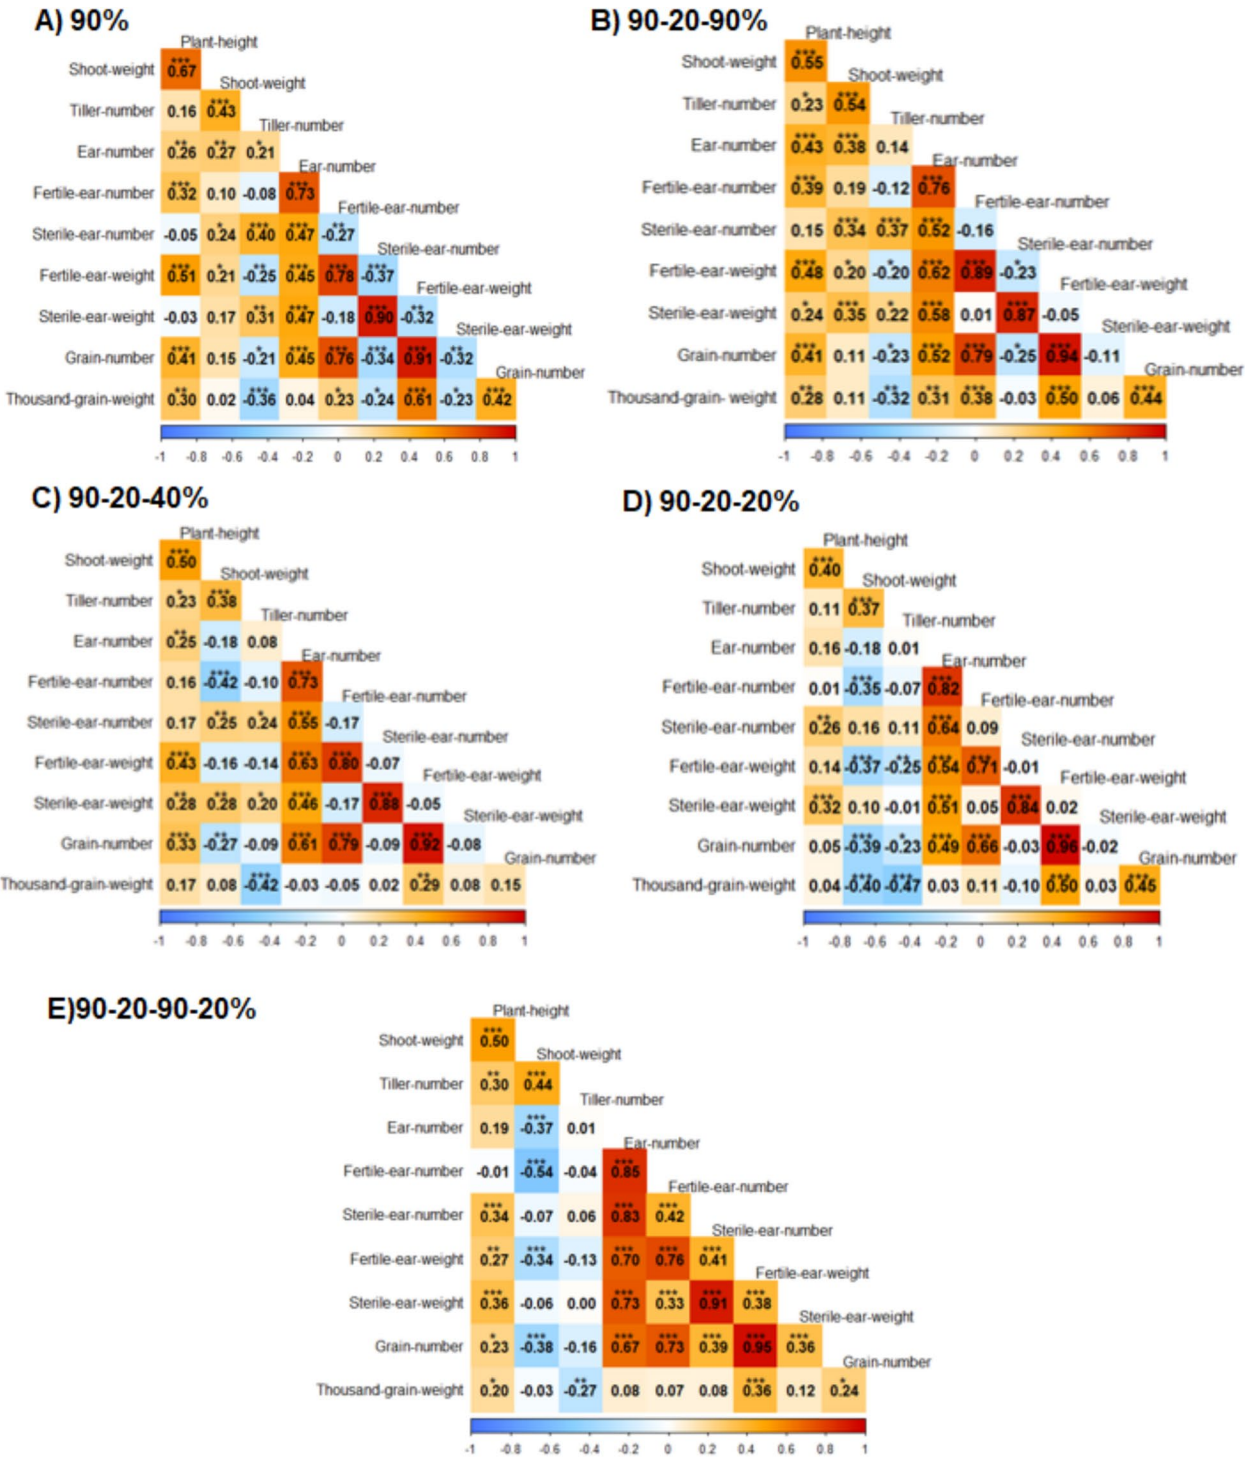 A) 90%
Plant-height
Shoot-weight 0.67*** Shoot-weight
Tiller-number 0.16 0.43*** Tiller-number
Ear-number 0.26** 0.27** 0.21* Ear-number
Fertile-ear-number 0.32*** 0.10 -0.08 0.73*** Fertile-ear-number
Sterile-ear-number -0.05 0.24* 0.40*** 0.47*** -0.27** Sterile-ear-number
Fertile-ear-weight 0.51*** 0.21* -0.25** 0.45*** 0.78*** -0.37*** Fertile-ear-weight
Sterile-ear-weight -0.03 0.17 0.31** 0.47*** -0.18 0.90*** -0.32** Sterile-ear-weight
Grain-number 0.41*** 0.15 -0.21* 0.45*** 0.76*** -0.34*** 0.91*** -0.32** Grain-number
Thousand-grain-weight 0.30** 0.02 -0.36*** 0.04 0.23* -0.24* 0.61*** -0.23* 0.42***
-1 -0.8 -0.6 -0.4 -0.2 0 0.2 0.4 0.6 0.8 1
B) 90-20-90%
Plant-height
Shoot-weight 0.55*** Shoot-weight
Tiller-number 0.23* 0.54*** Tiller-number
Ear-number 0.43*** 0.38*** 0.14 Ear-number
Fertile-ear-number 0.39*** 0.19 -0.12 0.76*** Fertile-ear-number
Sterile-ear-number 0.15 0.34*** 0.37*** 0.52*** -0.16 Sterile-ear-number
Fertile-ear-weight 0.48*** 0.20* -0.20* 0.62*** 0.89*** -0.23* Fertile-ear-weight
Sterile-ear-weight 0.24* 0.35*** 0.22* 0.58*** 0.01 0.87*** -0.05 Sterile-ear-weight
Grain-number 0.41*** 0.11 -0.23* 0.52*** 0.79*** -0.25* 0.94*** -0.11 Grain-number
Thousand-grain- weight 0.28** 0.11 -0.32** 0.31** 0.38*** -0.03 0.50*** 0.06 0.44***
-1 -0.8 -0.6 -0.4 -0.2 0 0.2 0.4 0.6 0.8 1
C) 90-20-40%
Plant-height
Shoot-weight 0.50*** Shoot-weight
Tiller-number 0.23* 0.38*** Tiller-number
Ear-number 0.25** -0.18 0.08 Ear-number
Fertile-ear-number 0.16 -0.42*** -0.10 0.73*** Fertile-ear-number
Sterile-ear-number 0.17 0.25** 0.24* 0.55*** -0.17 Sterile-ear-number
Fertile-ear-weight 0.43*** -0.16 -0.14 0.63*** 0.80*** -0.07 Fertile-ear-weight
Sterile-ear-weight 0.28** 0.28** 0.20* 0.46*** -0.17 0.88*** -0.05 Sterile-ear-weight
Grain-number 0.33*** -0.27** -0.09 0.61*** 0.79*** -0.09 0.92*** -0.08 Grain-number
Thousand-grain-weight 0.17 0.08 -0.42*** -0.03 -0.05 0.02 0.29** 0.08 0.15
-1 -0.8 -0.6 -0.4 -0.2 0 0.2 0.4 0.6 0.8 1
D) 90-20-20%
Plant-height
Shoot-weight 0.40*** Shoot-weight
Tiller-number 0.11 0.37*** Tiller-number
Ear-number 0.16 -0.18 0.01 Ear-number
Fertile-ear-number 0.01 -0.35*** -0.07 0.82*** Fertile-ear-number
Sterile-ear-number 0.26** 0.16 0.11 0.64*** 0.09 Sterile-ear-number
Fertile-ear-weight 0.14 -0.37*** -0.25** 0.54*** 0.71*** -0.01 Fertile-ear-weight
Sterile-ear-weight 0.32*** 0.10 -0.01 0.51*** 0.05 0.84*** 0.02 Sterile-ear-weight
Grain-number 0.05 -0.39*** -0.23* 0.49*** 0.66*** -0.03 0.96*** -0.02 Grain-number
Thousand-grain-weight 0.04 -0.40*** -0.47*** 0.03 0.11 -0.10 0.50*** 0.03 0.45***
-1 -0.8 -0.6 -0.4 -0.2 0 0.2 0.4 0.6 0.8 1
E)90-20-90-20%
Plant-height
Shoot-weight 0.50*** Shoot-weight
Tiller-number 0.30** 0.44*** Tiller-number
Ear-number 0.19 -0.37*** 0.01 Ear-number
Fertile-ear-number -0.01 -0.54*** -0.04 0.85*** Fertile-ear-number
Sterile-ear-number 0.34*** -0.07 0.06 0.83*** 0.42*** Sterile-ear-number
Fertile-ear-weight 0.27** -0.34*** -0.13 0.70*** 0.76*** 0.41*** Fertile-ear-weight
Sterile-ear-weight 0.36*** -0.06 0.00 0.73*** 0.33*** 0.91*** 0.38*** Sterile-ear-weight
Grain-number 0.23* -0.38*** -0.16 0.67*** 0.73*** 0.39*** 0.95*** 0.36*** Grain-number
Thousand-grain-weight 0.20* -0.03 -0.27** 0.08 0.07 0.08 0.36*** 0.12 0.24*
-1 -0.8 -0.6 -0.4 -0.2 0 0.2 0.4 0.6 0.8 1